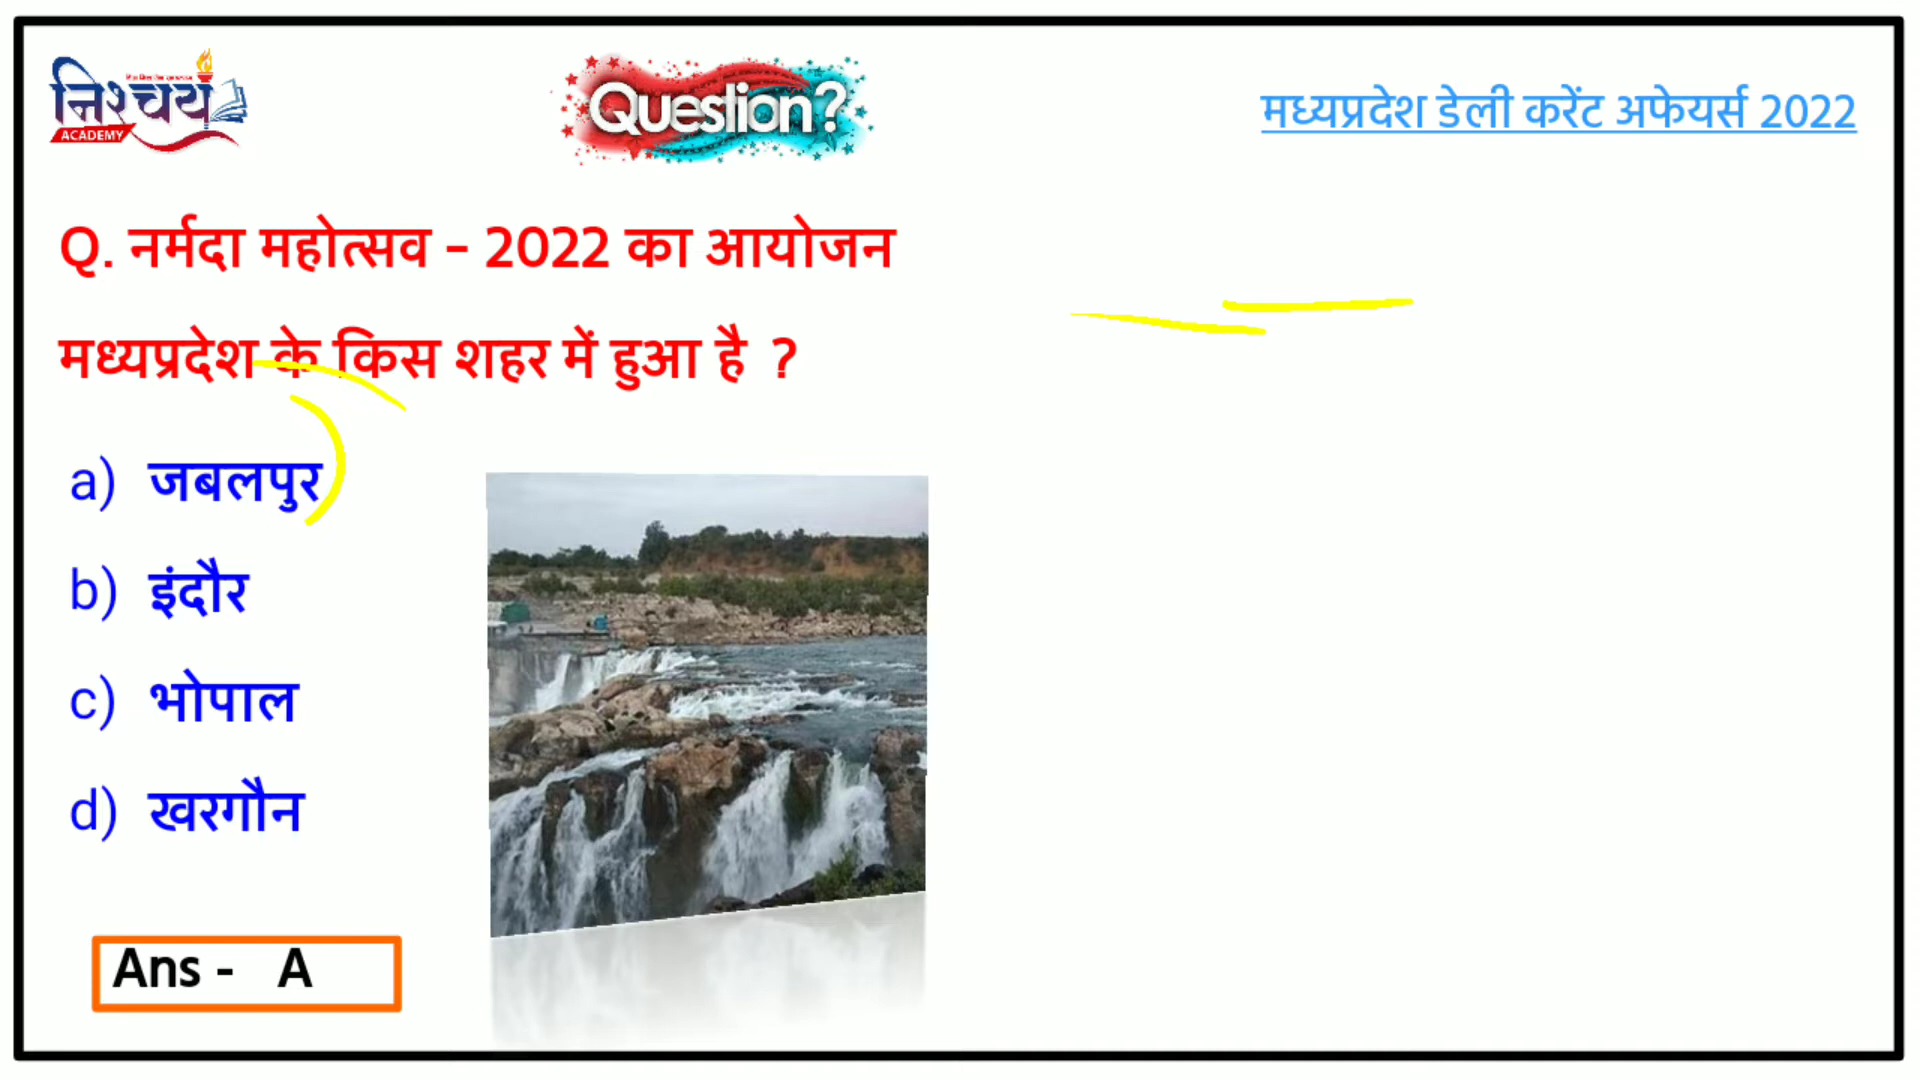 निश्चय
ACADEMY
Question?
मध्यप्रदेश डेली करेंट अफेयर्स 2022
Q. नर्मदा महोत्सव – 2022 का आयोजन
मध्यप्रदेश के किस शहर में हुआ है ?
a) जबलपुर
b) इंदौर
c) भोपाल
d) खरगौन
Ans - A